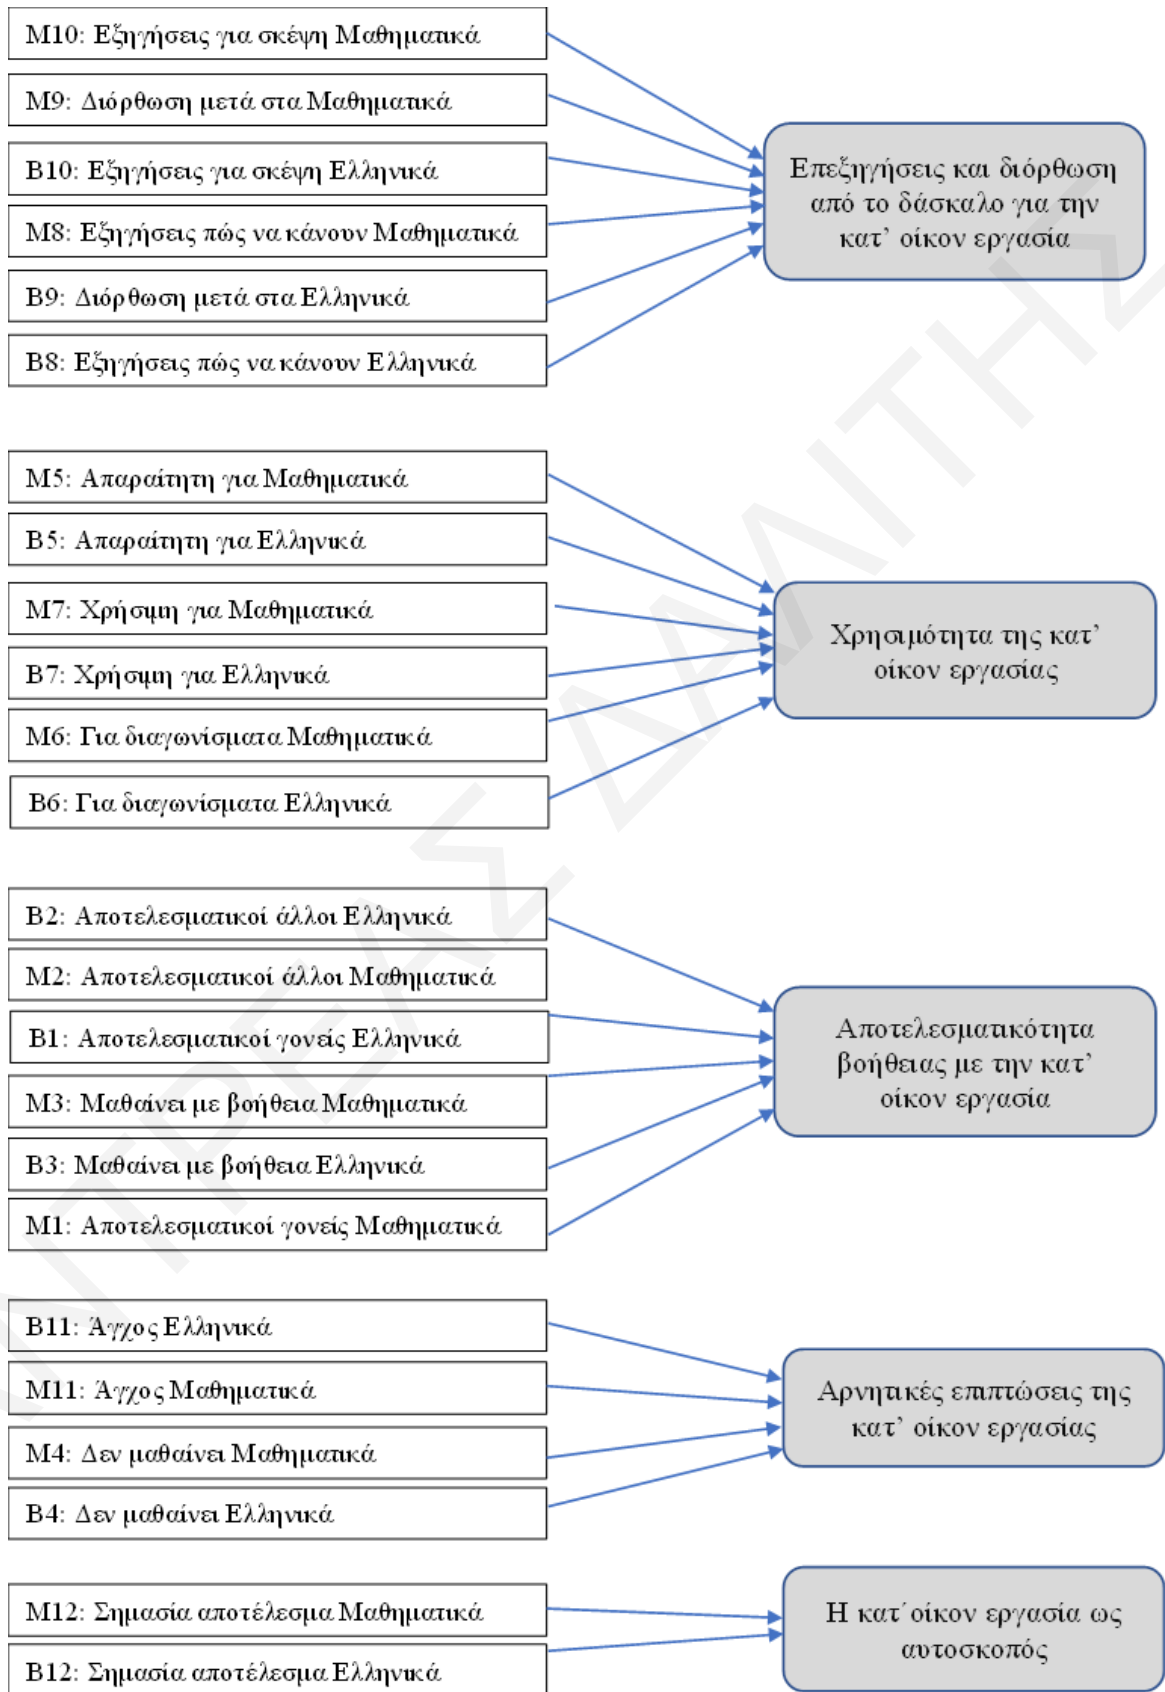 M10: Εξηγήσεις για σκέψη Μαθηματικά
M9: Διόρθωση μετά στα Μαθηματικά
B10: Εξηγήσεις για σκέψη Ελληνικά
M8: Εξηγήσεις πώς να κάνουν Μαθηματικά
B9: Διόρθωση μετά στα Ελληνικά
B8: Εξηγήσεις πώς να κάνουν Ελληνικά
Επεξηγήσεις και διόρθωση
από το δάσκαλο για την
κατ’ οίκον εργασία
M5: Απαραίτητη για Μαθηματικά
B5: Απαραίτητη για Ελληνικά
M7: Χρήσιμη για Μαθηματικά
B7: Χρήσιμη για Ελληνικά
M6: Για διαγωνίσματα Μαθηματικά
B6: Για διαγωνίσματα Ελληνικά
Χρησιμότητα της κατ’
οίκον εργασίας
B2: Αποτελεσματικοί άλλοι Ελληνικά
M2: Αποτελεσματικοί άλλοι Μαθηματικά
B1: Αποτελεσματικοί γονείς Ελληνικά
M3: Μαθαίνει με βοήθεια Μαθηματικά
B3: Μαθαίνει με βοήθεια Ελληνικά
M1: Αποτελεσματικοί γονείς Μαθηματικά
Αποτελεσματικότητα
βοήθειας με την κατ’
οίκον εργασία
B11: Άγχος Ελληνικά
M11: Άγχος Μαθηματικά
M4: Δεν μαθαίνει Μαθηματικά
B4: Δεν μαθαίνει Ελληνικά
Αρνητικές επιπτώσεις της
κατ’ οίκον εργασίας
M12: Σημασία αποτέλεσμα Μαθηματικά
B12: Σημασία αποτέλεσμα Ελληνικά
Η κατ΄οίκον εργασία ως
αυτοσκοπός
ΑΝΤΡΕΑΣ ΔΑΛΙΤΗΣ